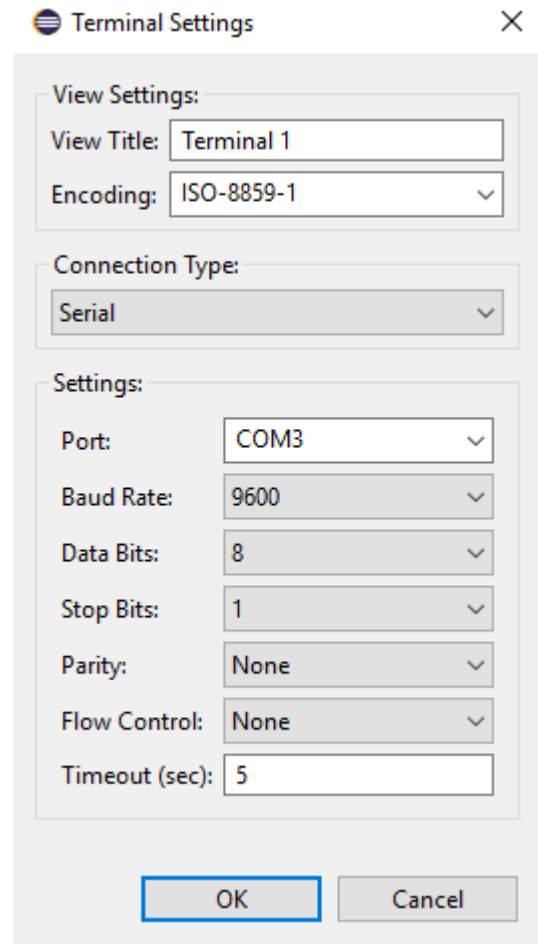 Terminal Settings
View Settings:
View Title: Terminal 1
Encoding: ISO-8859-1
Connection Type:
Serial
Settings:
Port: COM3
Baud Rate: 9600
Data Bits: 8
Stop Bits: 1
Parity: None
Flow Control: None
Timeout (sec): 5
OK Cancel